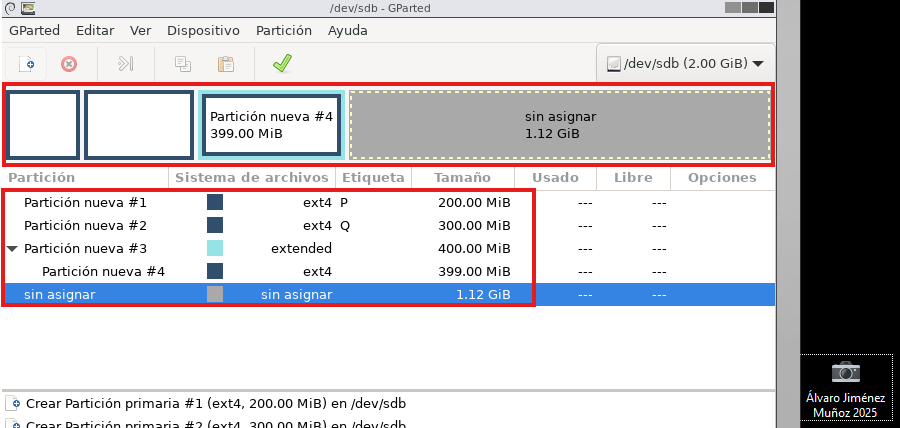 /dev/sdb - GParted
GParted Editar Ver Dispositivo Partición Ayuda
/dev/sdb (2.00 GiB)
Partición nueva #4
399.00 MiB
sin asignar
1.12 GiB
Partición Sistema de archivos Etiqueta Tamaño Usado Libre Opciones
Partición nueva #1 ext4 P 200.00 MiB --- ---
Partición nueva #2 ext4 Q 300.00 MiB --- ---
Partición nueva #3 extended 400.00 MiB --- ---
Partición nueva #4 ext4 399.00 MiB --- ---
sin asignar sin asignar 1.12 GiB --- ---
Crear Partición primaria #1 (ext4, 200.00 MiB) en /dev/sdb
Crear Partición primaria #2 (ext4, 300.00 MiB) en /dev/sdb
Álvaro Jiménez
Muñoz 2025